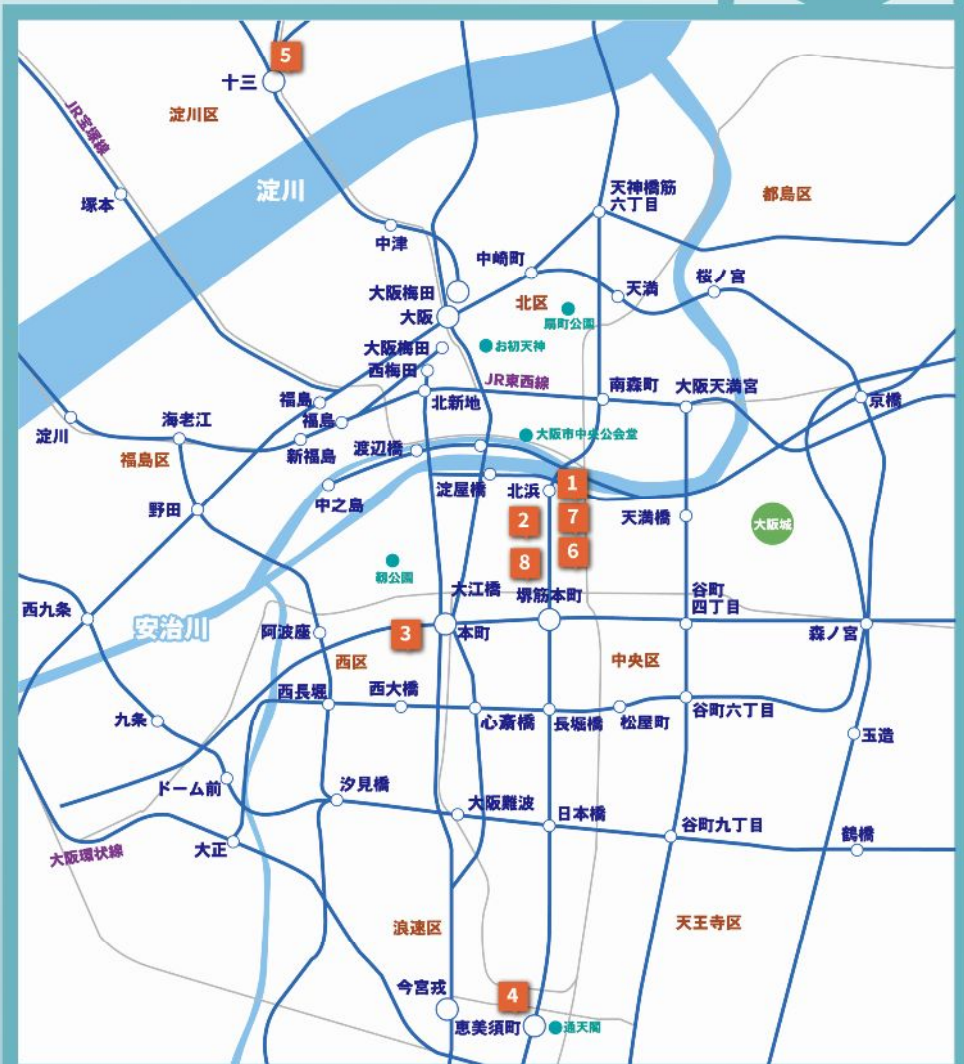 5
十三
淀川区
JR宝塚線
淀川
塚本
天神橋筋
六丁目
都島区
中津
中崎町
大阪梅田
北区
天満
桜ノ宮
大阪
扇町公園
お初天神
大阪梅田
西梅田
JR東西線
南森町
大阪天満宮
福島
北新地
京橋
海老江
福島
淀川
大阪市中央公会堂
福島区
新福島
渡辺橋
淀屋橋
北浜
1
中之島
野田
2
7
天満橋
大阪城
8
6
靱公園
大江橋
堺筋本町
谷町
四丁目
西九条
安治川
阿波座
3
本町
森ノ宮
西区
中央区
西長堀
西大橋
九条
心斎橋
長堀橋
松屋町
谷町六丁目
玉造
ドーム前
汐見橋
大阪難波
日本橋
谷町九丁目
鶴橋
大阪環状線
大正
浪速区
天王寺区
今宮戎
4
恵美須町
通天閣